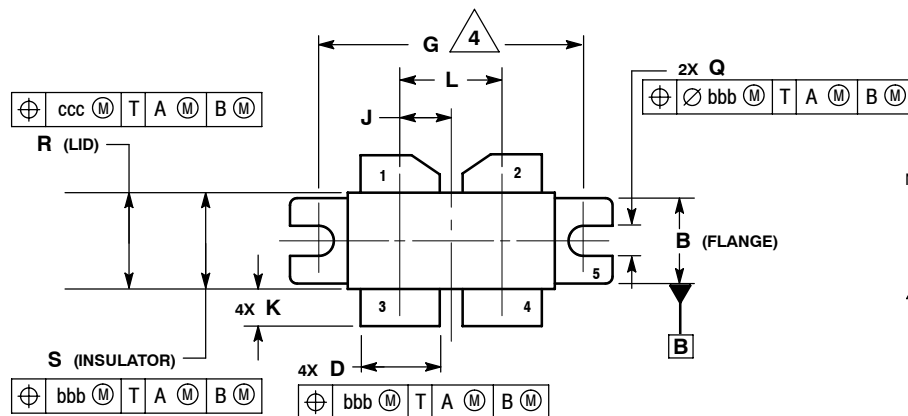 G 4
L
2X Q
⌀ bbb Ⓜ T A Ⓜ B Ⓜ
ccc Ⓜ T A Ⓜ B Ⓜ
J
R (LID)
1 2
B (FLANGE)
5
4X K
3 4
S (INSULATOR)
B
4X D
bbb Ⓜ T A Ⓜ B Ⓜ
bbb Ⓜ T A Ⓜ B Ⓜ